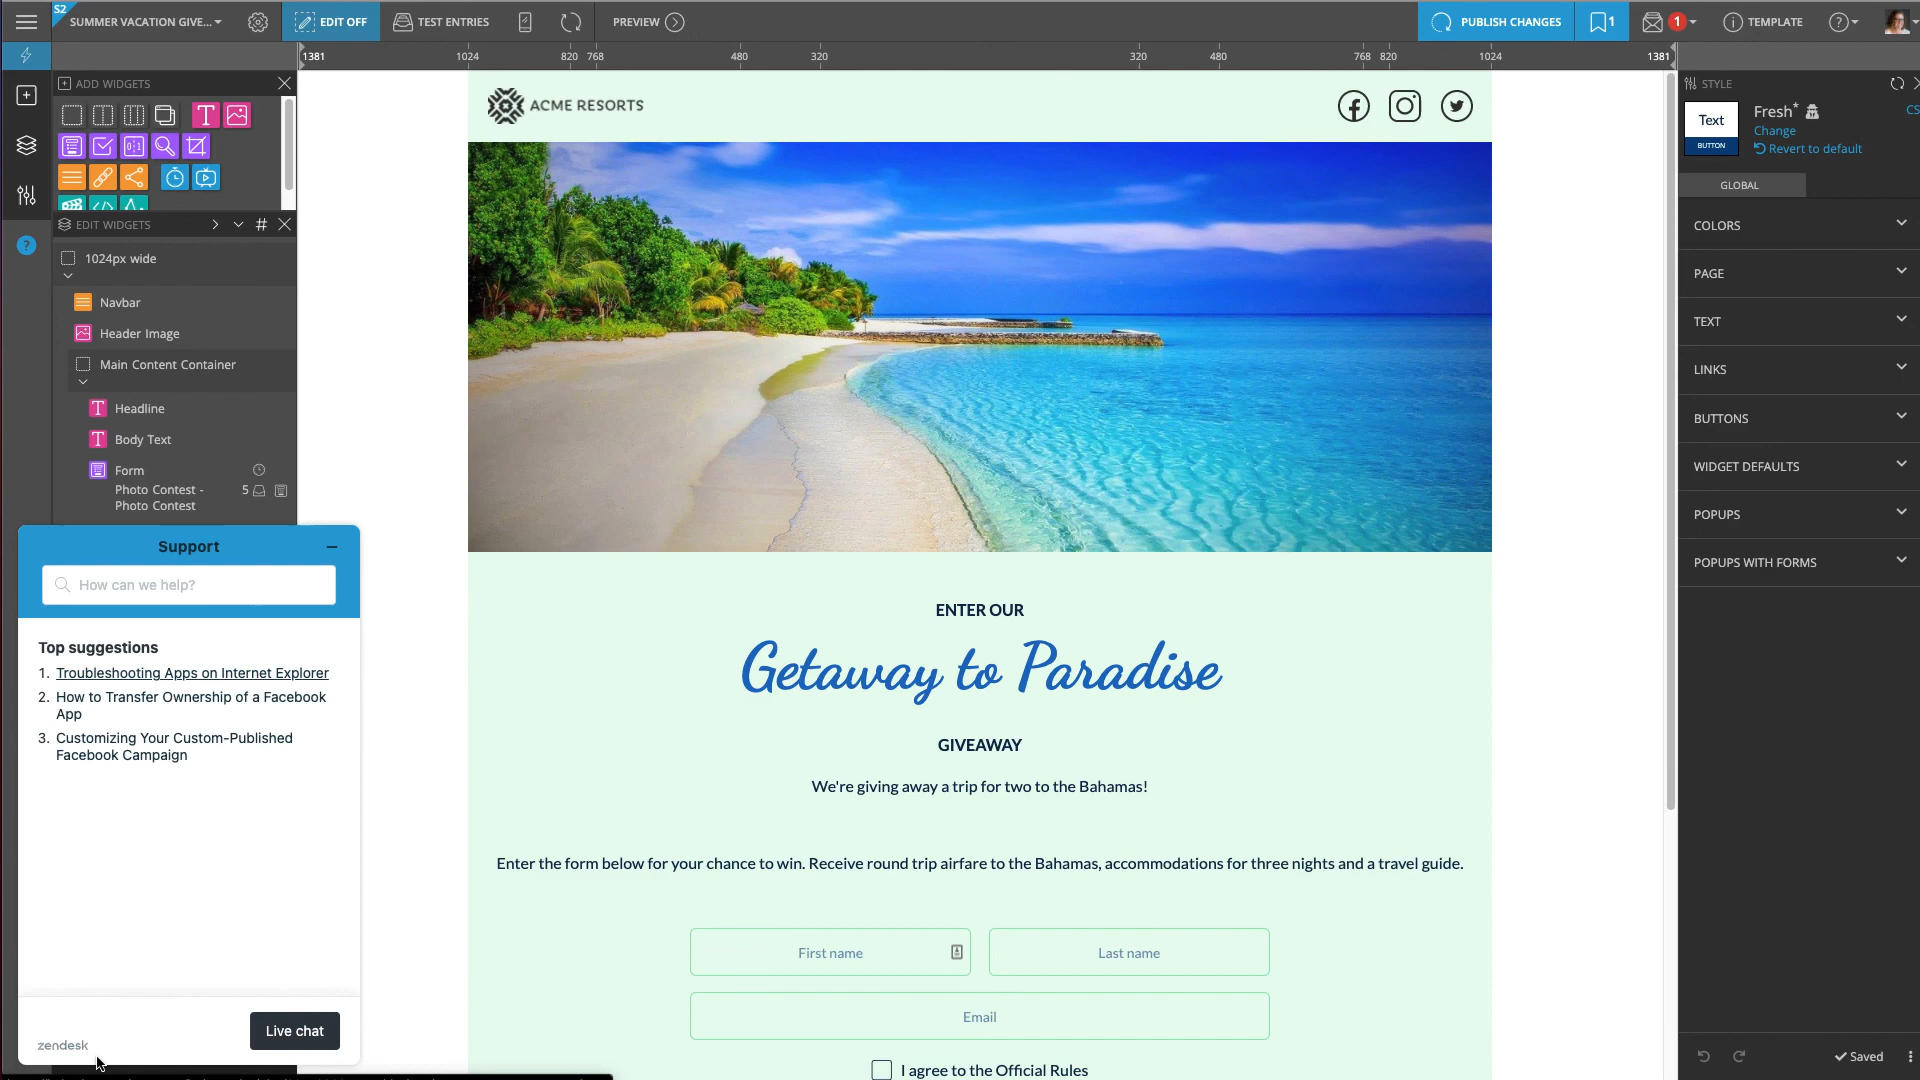 S2
SUMMER VACATION GIVE...
EDIT OFF
TEST ENTRIES
PREVIEW
PUBLISH CHANGES
1
1
TEMPLATE
?
1381
1024
820
768
480
320
320
480
768
820
1024
1381
ADD WIDGETS
EDIT WIDGETS
#
1024px wide
Navbar
Header Image
Main Content Container
T Headline
T Body Text
Form
Photo Contest -
Photo Contest
5
?
Support
How can we help?
Top suggestions
1. Troubleshooting Apps on Internet Explorer
2. How to Transfer Ownership of a Facebook
App
3. Customizing Your Custom-Published
Facebook Campaign
zendesk
Live chat
ACME RESORTS
ENTER OUR
Getaway to Paradise
GIVEAWAY
We're giving away a trip for two to the Bahamas!
Enter the form below for your chance to win. Receive round trip airfare to the Bahamas, accommodations for three nights and a travel guide.
First name
Last name
Email
I agree to the Official Rules
STYLE
Text
BUTTON
Fresh*
CS
Change
Revert to default
GLOBAL
COLORS
PAGE
TEXT
LINKS
BUTTONS
WIDGET DEFAULTS
POPUPS
POPUPS WITH FORMS
Saved